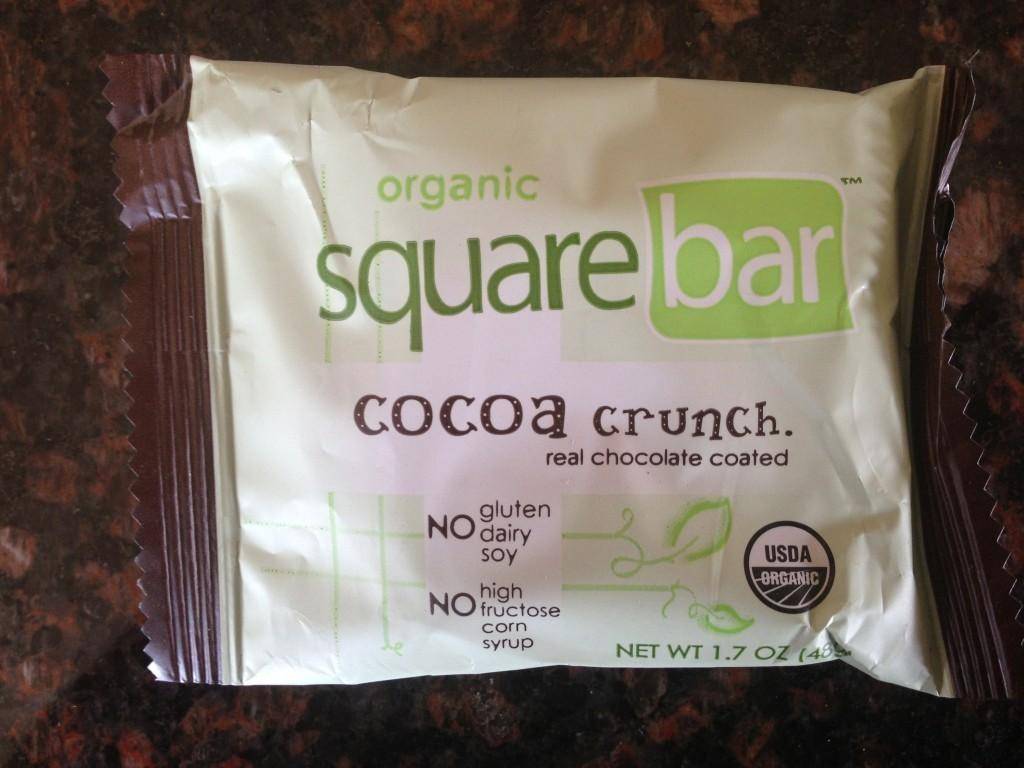 organic
squarebar™
cocoa crunch.
real chocolate coated
NO gluten
dairy
soy
NO high
fructose
corn
syrup
USDA
ORGANIC
NET WT 1.7 OZ (48